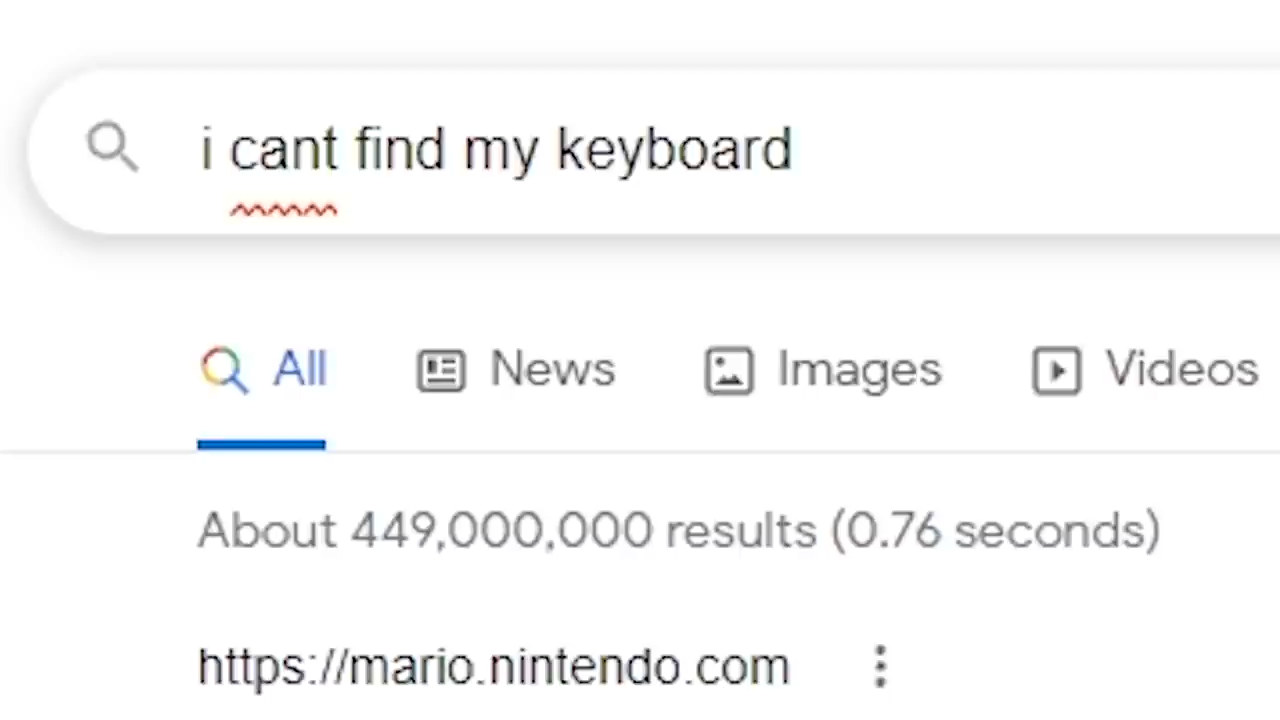 i cant find my keyboard
All News Images Videos
About 449,000,000 results (0.76 seconds)
https://mario.nintendo.com